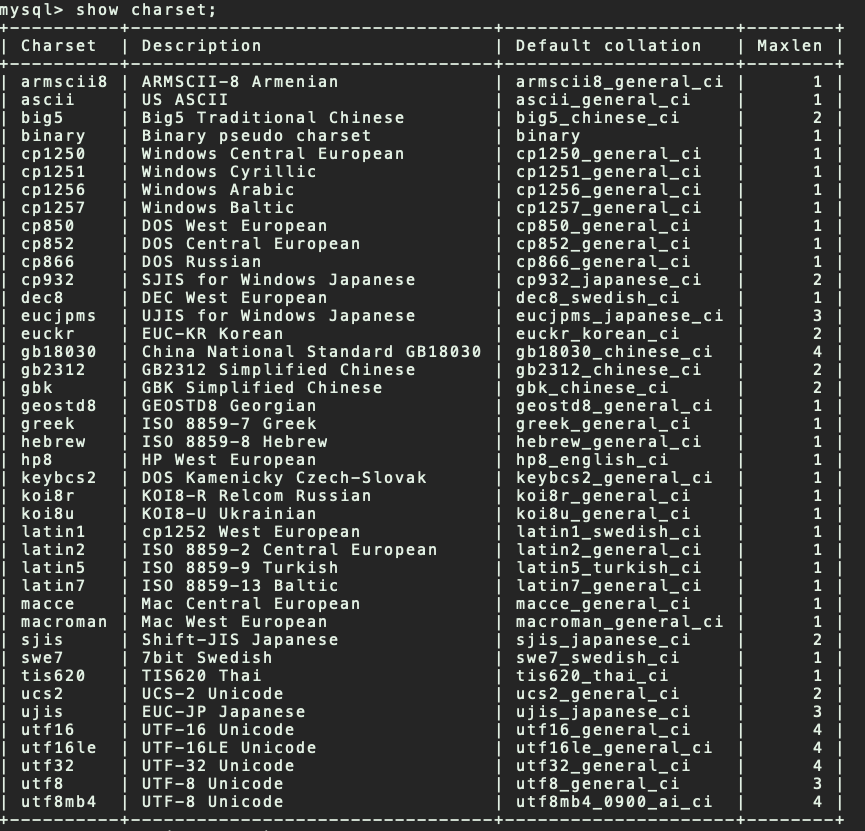 mysql> show charset;
+----------+---------------------------------+---------------------+--------+
| Charset | Description | Default collation | Maxlen |
+----------+---------------------------------+---------------------+--------+
| armscii8 | ARMSCII-8 Armenian | armscii8_general_ci | 1 |
| ascii | US ASCII | ascii_general_ci | 1 |
| big5 | Big5 Traditional Chinese | big5_chinese_ci | 2 |
| binary | Binary pseudo charset | binary | 1 |
| cp1250 | Windows Central European | cp1250_general_ci | 1 |
| cp1251 | Windows Cyrillic | cp1251_general_ci | 1 |
| cp1256 | Windows Arabic | cp1256_general_ci | 1 |
| cp1257 | Windows Baltic | cp1257_general_ci | 1 |
| cp850 | DOS West European | cp850_general_ci | 1 |
| cp852 | DOS Central European | cp852_general_ci | 1 |
| cp866 | DOS Russian | cp866_general_ci | 1 |
| cp932 | SJIS for Windows Japanese | cp932_japanese_ci | 2 |
| dec8 | DEC West European | dec8_swedish_ci | 1 |
| eucjpms | UJIS for Windows Japanese | eucjpms_japanese_ci | 3 |
| euckr | EUC-KR Korean | euckr_korean_ci | 2 |
| gb18030 | China National Standard GB18030 | gb18030_chinese_ci | 4 |
| gb2312 | GB2312 Simplified Chinese | gb2312_chinese_ci | 2 |
| gbk | GBK Simplified Chinese | gbk_chinese_ci | 2 |
| geostd8 | GEOSTD8 Georgian | geostd8_general_ci | 1 |
| greek | ISO 8859-7 Greek | greek_general_ci | 1 |
| hebrew | ISO 8859-8 Hebrew | hebrew_general_ci | 1 |
| hp8 | HP West European | hp8_english_ci | 1 |
| keybcs2 | DOS Kamenicky Czech-Slovak | keybcs2_general_ci | 1 |
| koi8r | KOI8-R Relcom Russian | koi8r_general_ci | 1 |
| koi8u | KOI8-U Ukrainian | koi8u_general_ci | 1 |
| latin1 | cp1252 West European | latin1_swedish_ci | 1 |
| latin2 | ISO 8859-2 Central European | latin2_general_ci | 1 |
| latin5 | ISO 8859-9 Turkish | latin5_turkish_ci | 1 |
| latin7 | ISO 8859-13 Baltic | latin7_general_ci | 1 |
| macce | Mac Central European | macce_general_ci | 1 |
| macroman | Mac West European | macroman_general_ci | 1 |
| sjis | Shift-JIS Japanese | sjis_japanese_ci | 2 |
| swe7 | 7bit Swedish | swe7_swedish_ci | 1 |
| tis620 | TIS620 Thai | tis620_thai_ci | 1 |
| ucs2 | UCS-2 Unicode | ucs2_general_ci | 2 |
| ujis | EUC-JP Japanese | ujis_japanese_ci | 3 |
| utf16 | UTF-16 Unicode | utf16_general_ci | 4 |
| utf16le | UTF-16LE Unicode | utf16le_general_ci | 4 |
| utf32 | UTF-32 Unicode | utf32_general_ci | 4 |
| utf8 | UTF-8 Unicode | utf8_general_ci | 3 |
| utf8mb4 | UTF-8 Unicode | utf8mb4_0900_ai_ci | 4 |
+----------+---------------------------------+---------------------+--------+